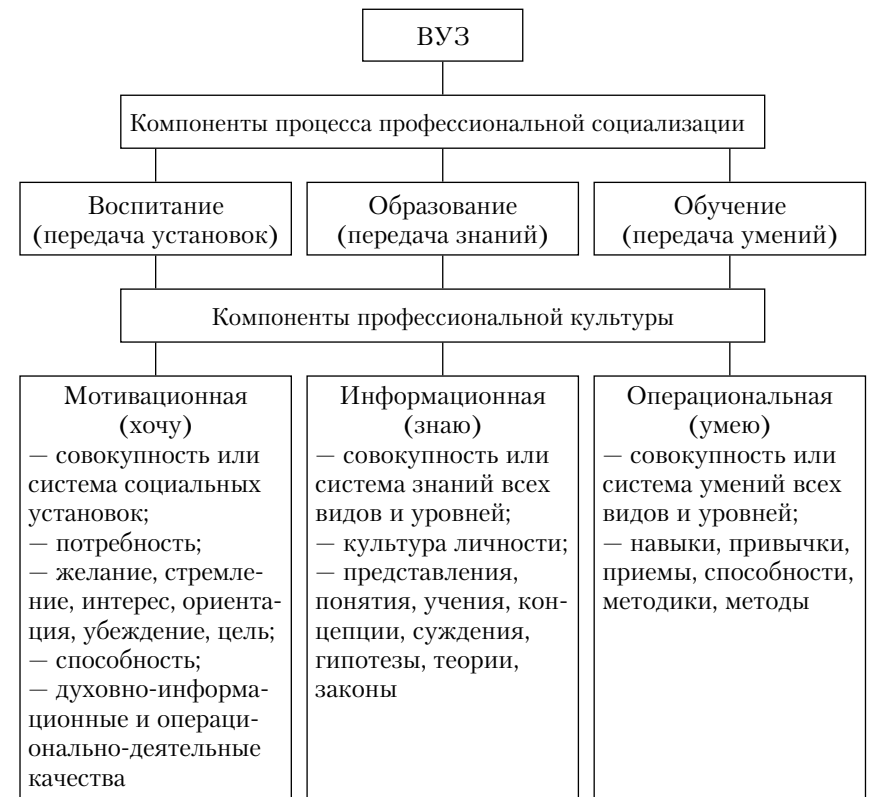 ВУЗ
Компоненты процесса профессиональной социализации
Воспитание
(передача установок)
Образование
(передача знаний)
Обучение
(передача умений)
Компоненты профессиональной культуры
Мотивационная
(хочу)
— совокупность или
система социальных
установок;
— потребность;
— желание, стремле-
ние, интерес, ориента-
ция, убеждение, цель;
— способность;
— духовно-информа-
ционные и операци-
онально-деятельные
качества
Информационная
(знаю)
— совокупность или
система знаний всех
видов и уровней;
— культура личности;
— представления,
понятия, учения, кон-
цепции, суждения,
гипотезы, теории,
законы
Операциональная
(умею)
— совокупность или
система умений всех
видов и уровней;
— навыки, привычки,
приемы, способности,
методики, методы